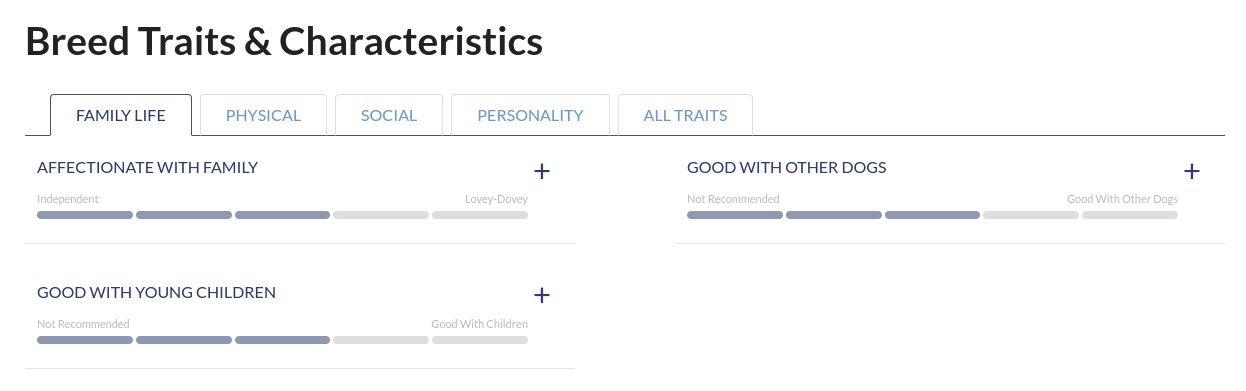 Breed Traits & Characteristics
FAMILY LIFE PHYSICAL SOCIAL PERSONALITY ALL TRAITS
AFFECTIONATE WITH FAMILY +
Independent Lovey-Dovey
GOOD WITH OTHER DOGS +
Not Recommended Good With Other Dogs
GOOD WITH YOUNG CHILDREN +
Not Recommended Good With Children